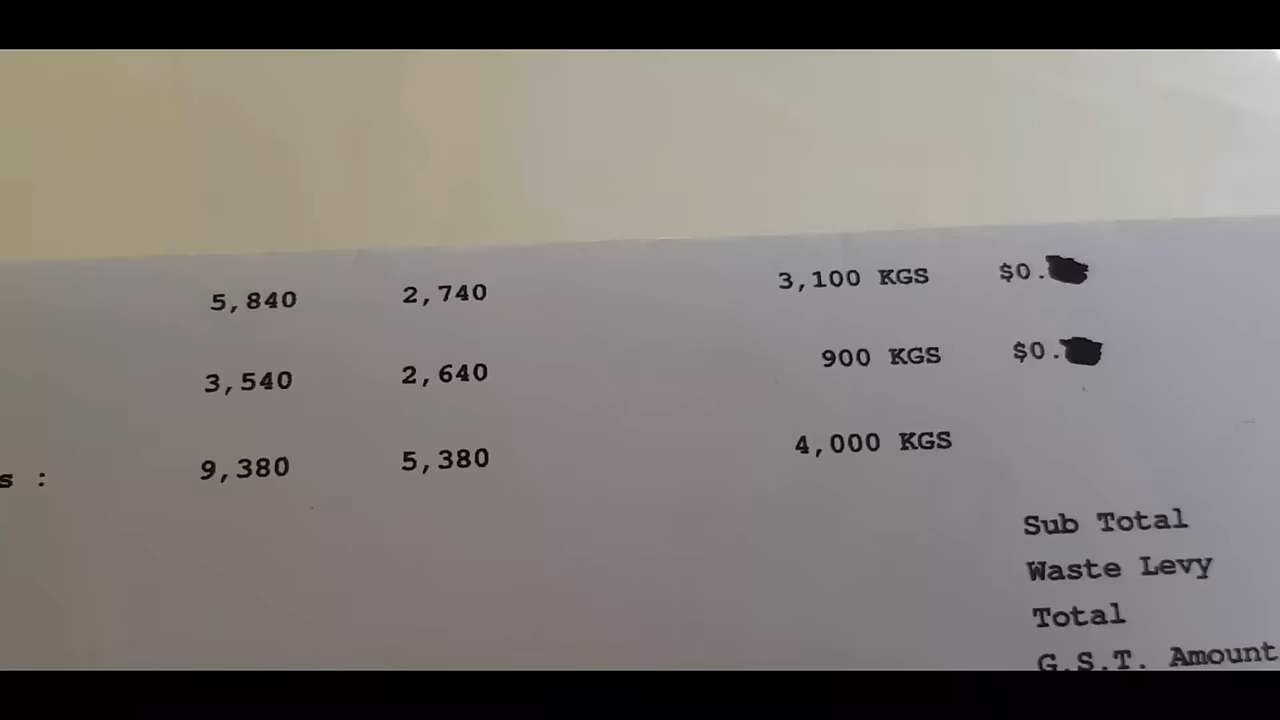 5,840 2,740 3,100 KGS $0.
3,540 2,640 900 KGS $0.
s : 9,380 5,380 4,000 KGS
Sub Total
Waste Levy
Total
G.S.T. Amount